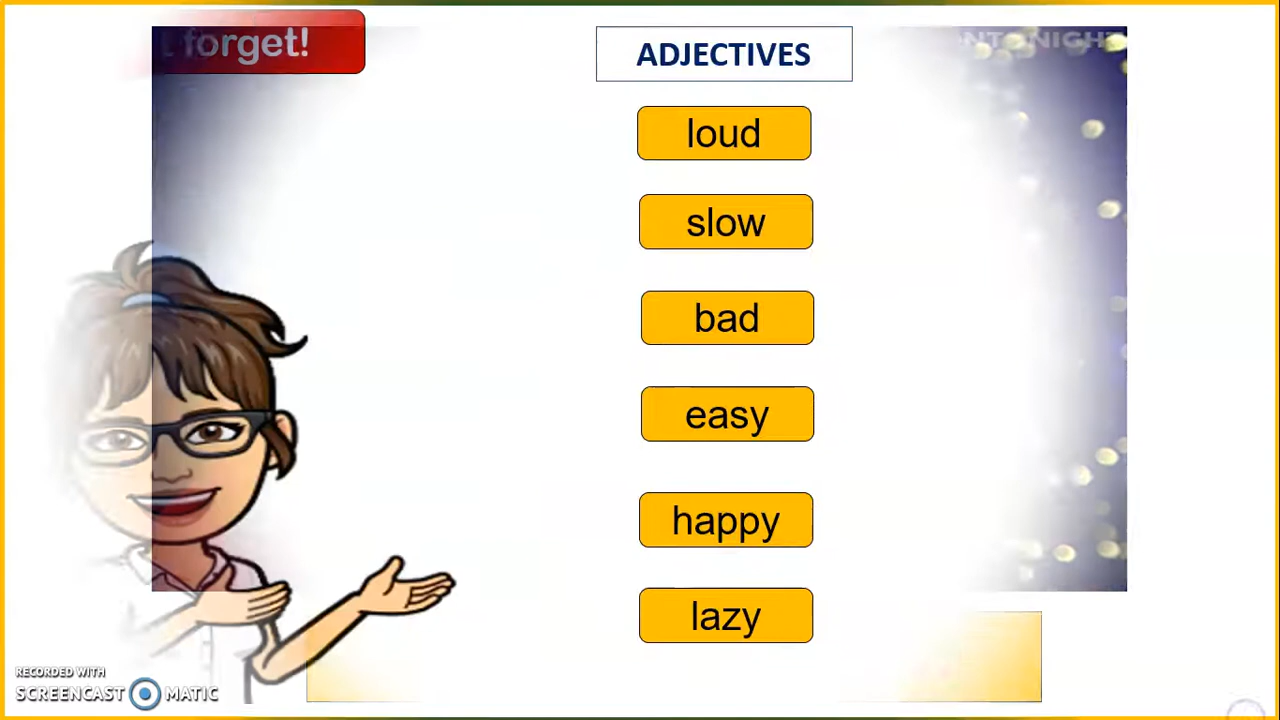 forget!
ADJECTIVES
loud
slow
bad
easy
happy
lazy
RECORDED WITH
SCREENCAST MATIC